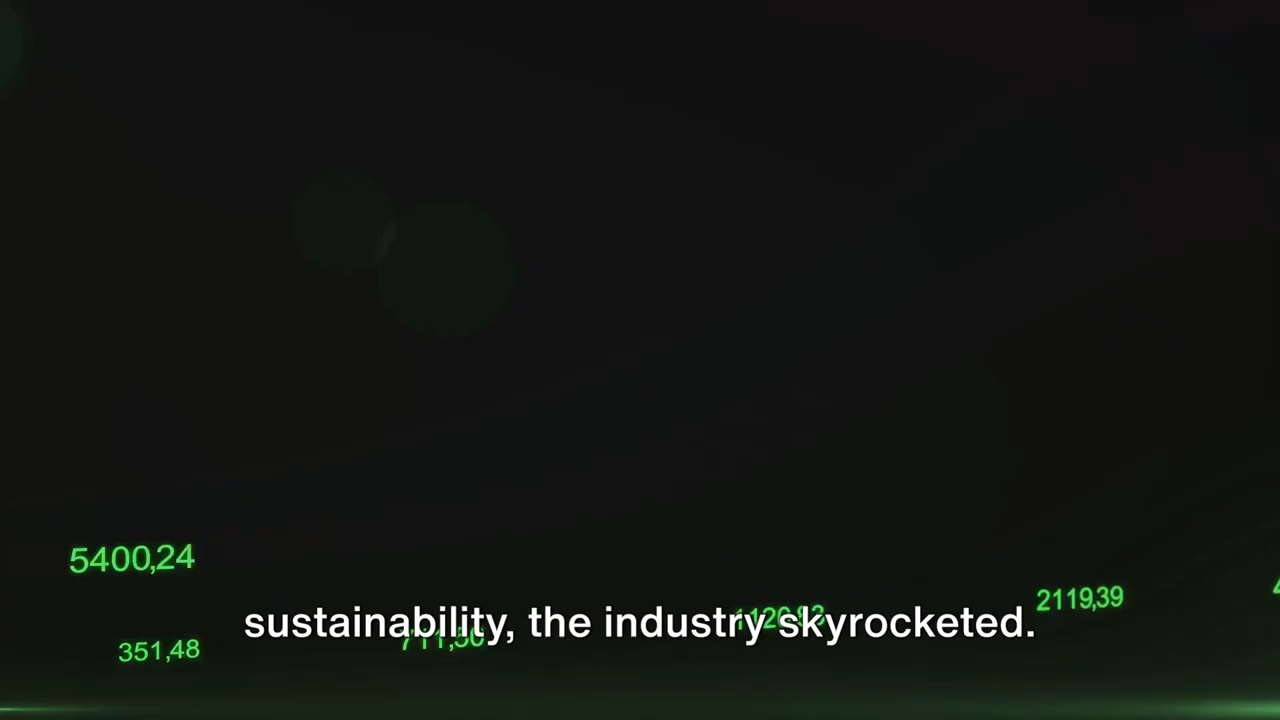 5400,24
2119,39
sustainability, the industry skyrocketed.
351,48